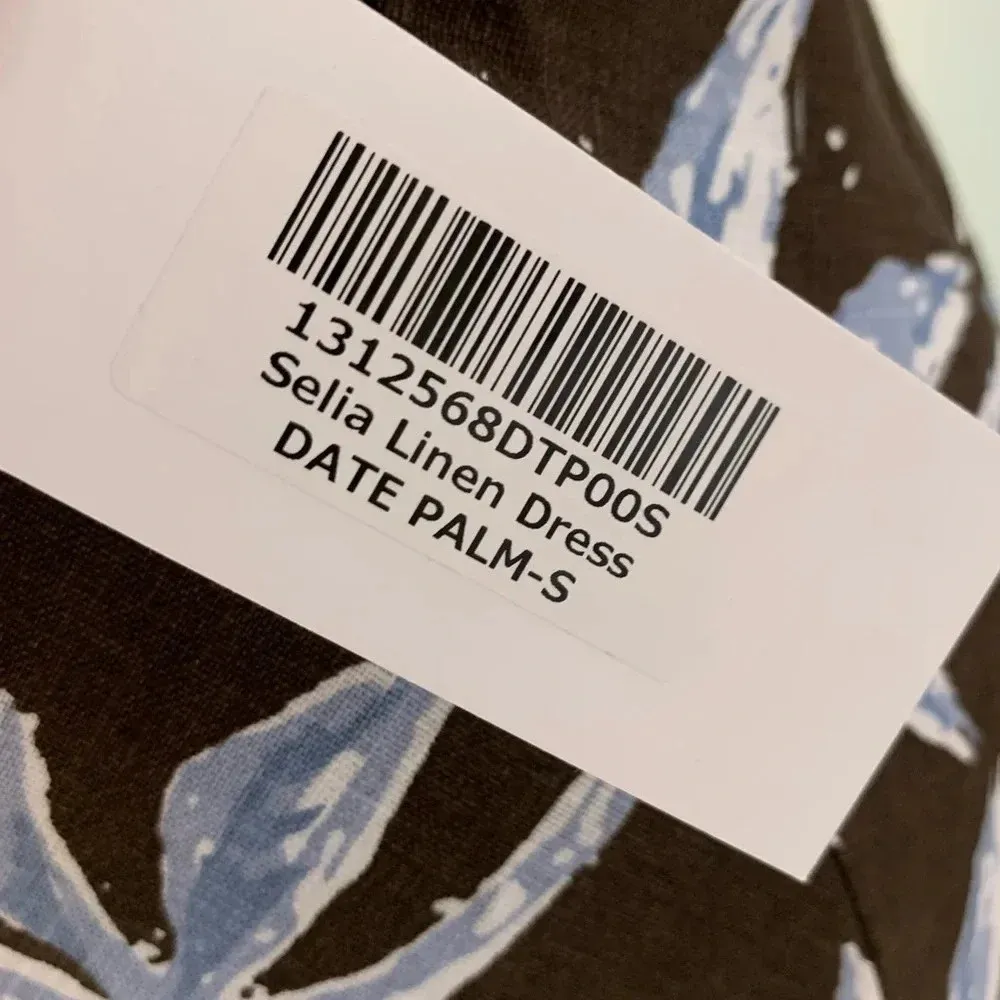 1312568DTP00S
Selia Linen Dress
DATE PALM-S